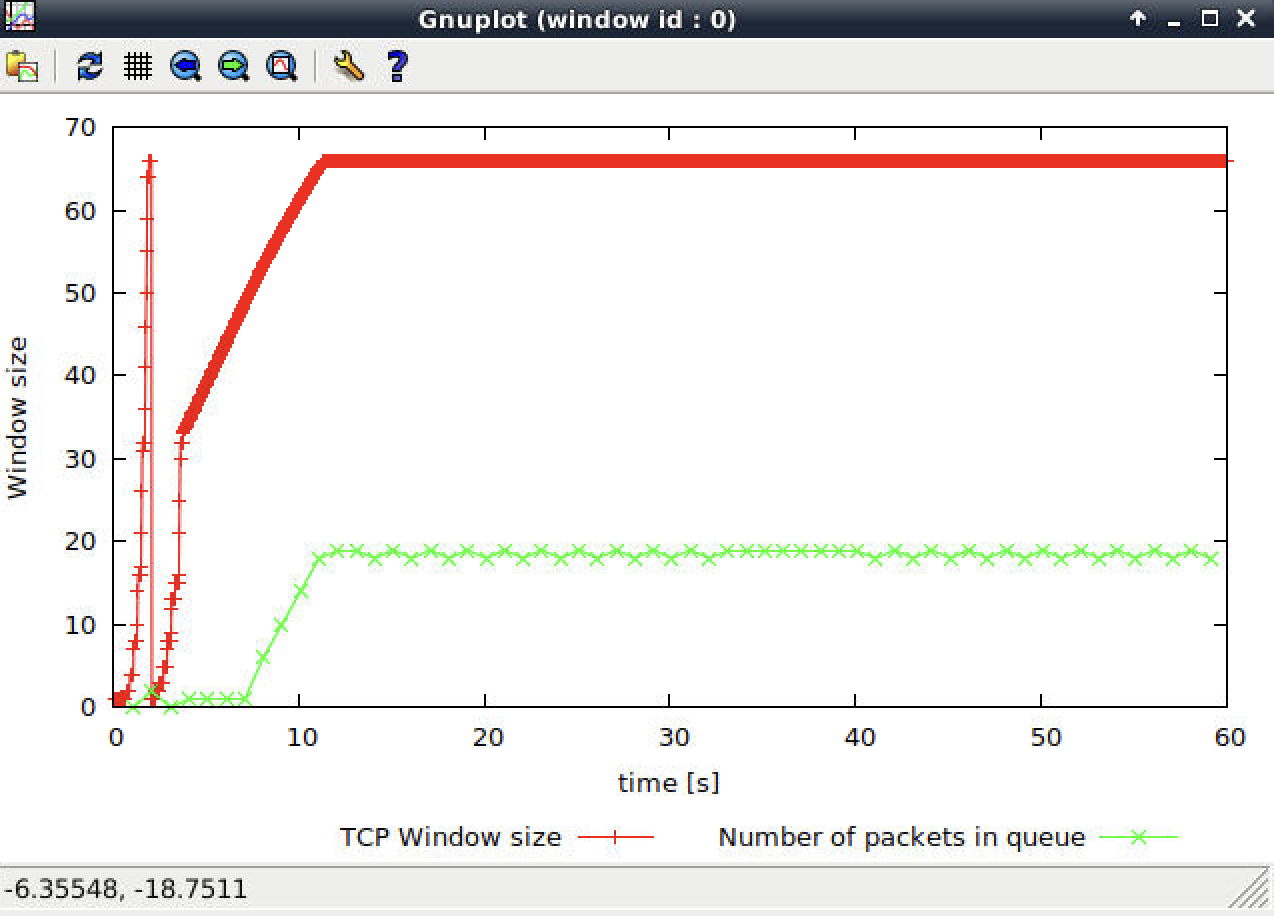 Gnuplot (window id : 0)
70
60
50
40
30
20
10
0
Window size
0 10 20 30 40 50 60
time [s]
TCP Window size Number of packets in queue
-6.35548, -18.7511